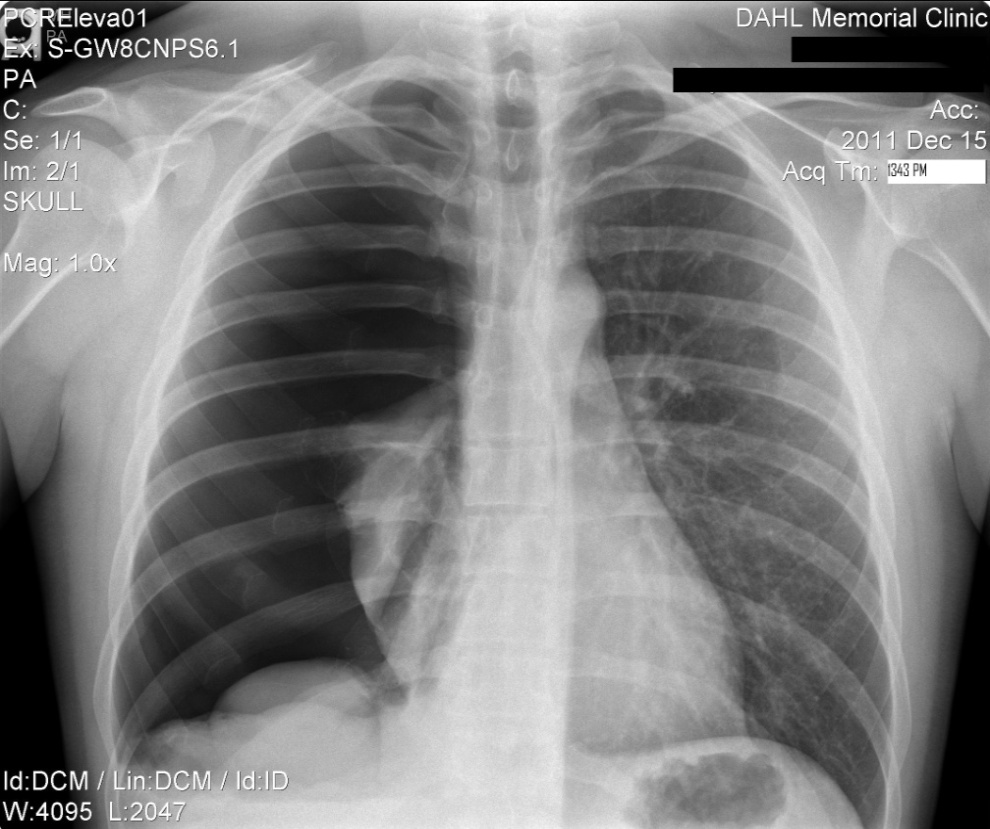 PCREleva01
DAHL Memorial Clinic
PA
Ex: S-GW8CNPS6.1
PA
C:
Acc:
Se: 1/1
2011 Dec 15
Im: 2/1
Acq Tm: 1343 PM
SKULL
Mag: 1.0x
Id:DCM / Lin:DCM / Id:ID
W:4095 L:2047